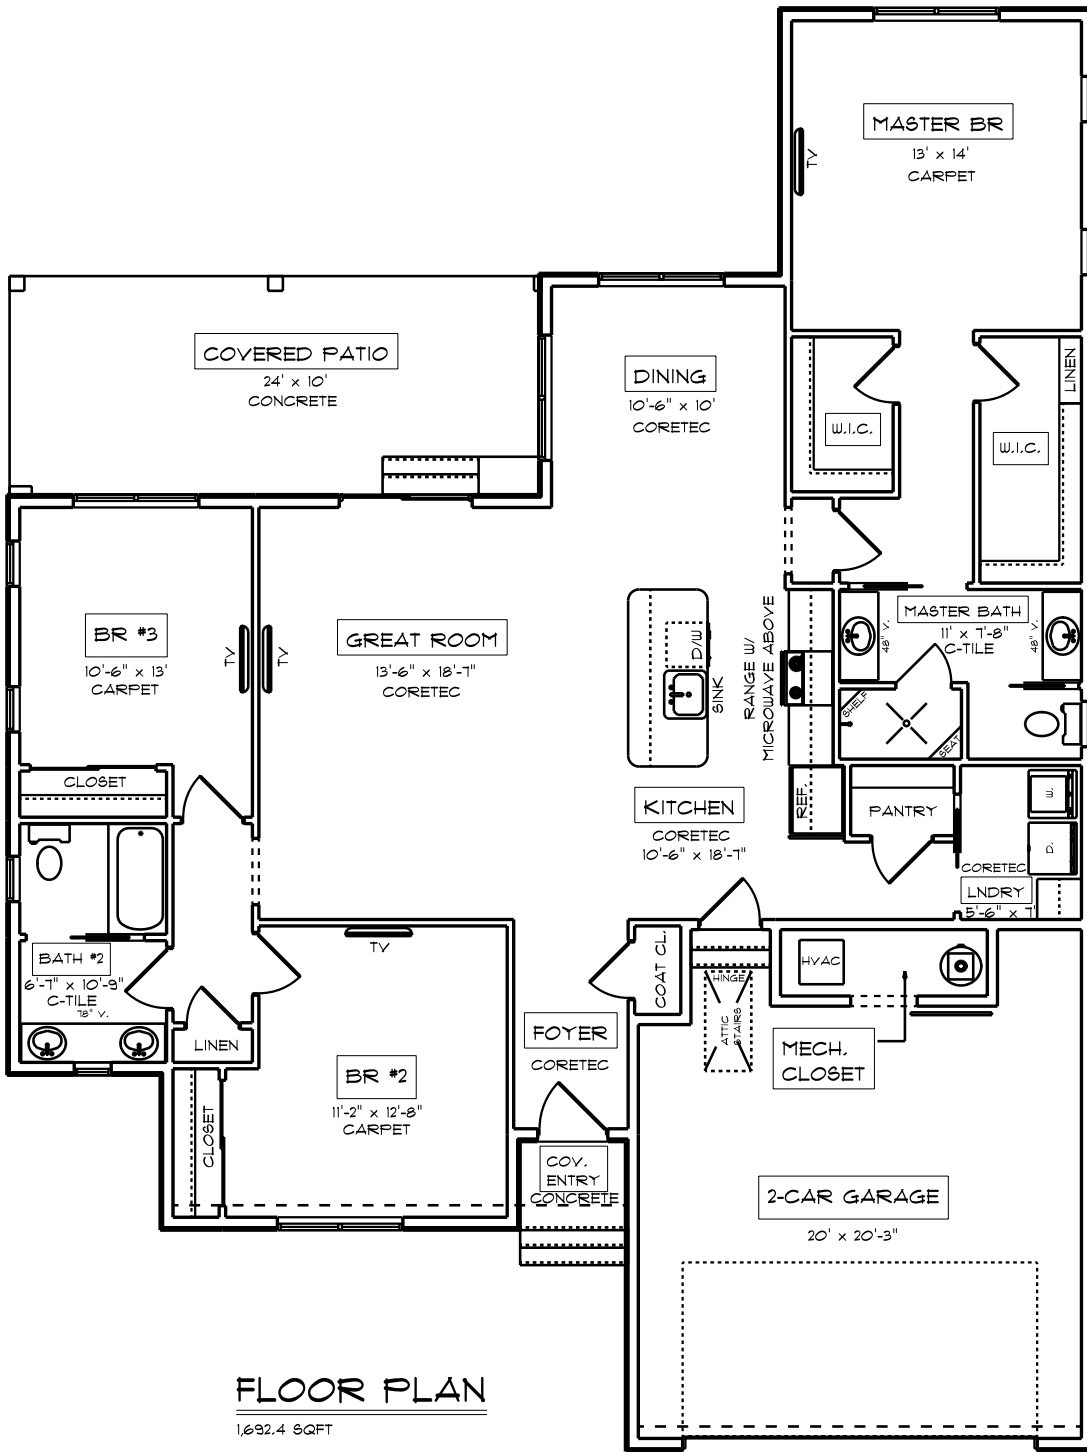 MASTER BR
13' x 14'
CARPET
TV
COVERED PATIO
24' x 10'
CONCRETE
DINING
10'-6" x 10'
CORETEC
W.I.C.
W.I.C.
LINEN
BR #3
10'-6" x 13'
CARPET
TV
TV
GREAT ROOM
13'-6" x 18'-7"
CORETEC
D/W
SINK
RANGE W/
MICROWAVE ABOVE
MASTER BATH
11' x 7'-8"
C-TILE
48" V.
48" V.
SHELF
SEAT
CLOSET
KITCHEN
CORETEC
10'-6" x 18'-7"
REF.
PANTRY
W.
D.
CORETEC
LNDRY
5'-6" x 7'
BATH #2
6'-7" x 10'-9"
C-TILE
78" V.
LINEN
TV
COAT CL.
HINGE
ATTIC
STAIRS
HVAC
FOYER
CORETEC
MECH.
CLOSET
BR #2
11'-2" x 12'-8"
CARPET
CLOSET
COV.
ENTRY
CONCRETE
2-CAR GARAGE
20' x 20'-3"
FLOOR PLAN
1,692.4 SQFT